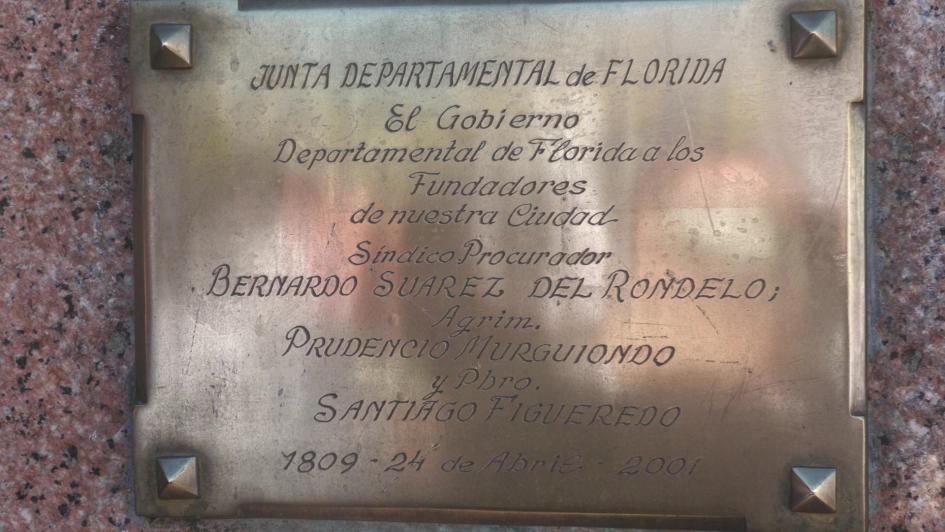 JUNTA DEPARTAMENTAL de FLORIDA
El Gobierno
Departamental de Florida a los
Fundadores
de nuestra Ciudad
Síndico Procurador
BERNARDO SUAREZ DEL RONDELO;
Agrim.
PRUDENCIO MURGUIONDO
y Pbro.
SANTIAGO FIGUEREDO
1809 - 24 de Abril - 2001